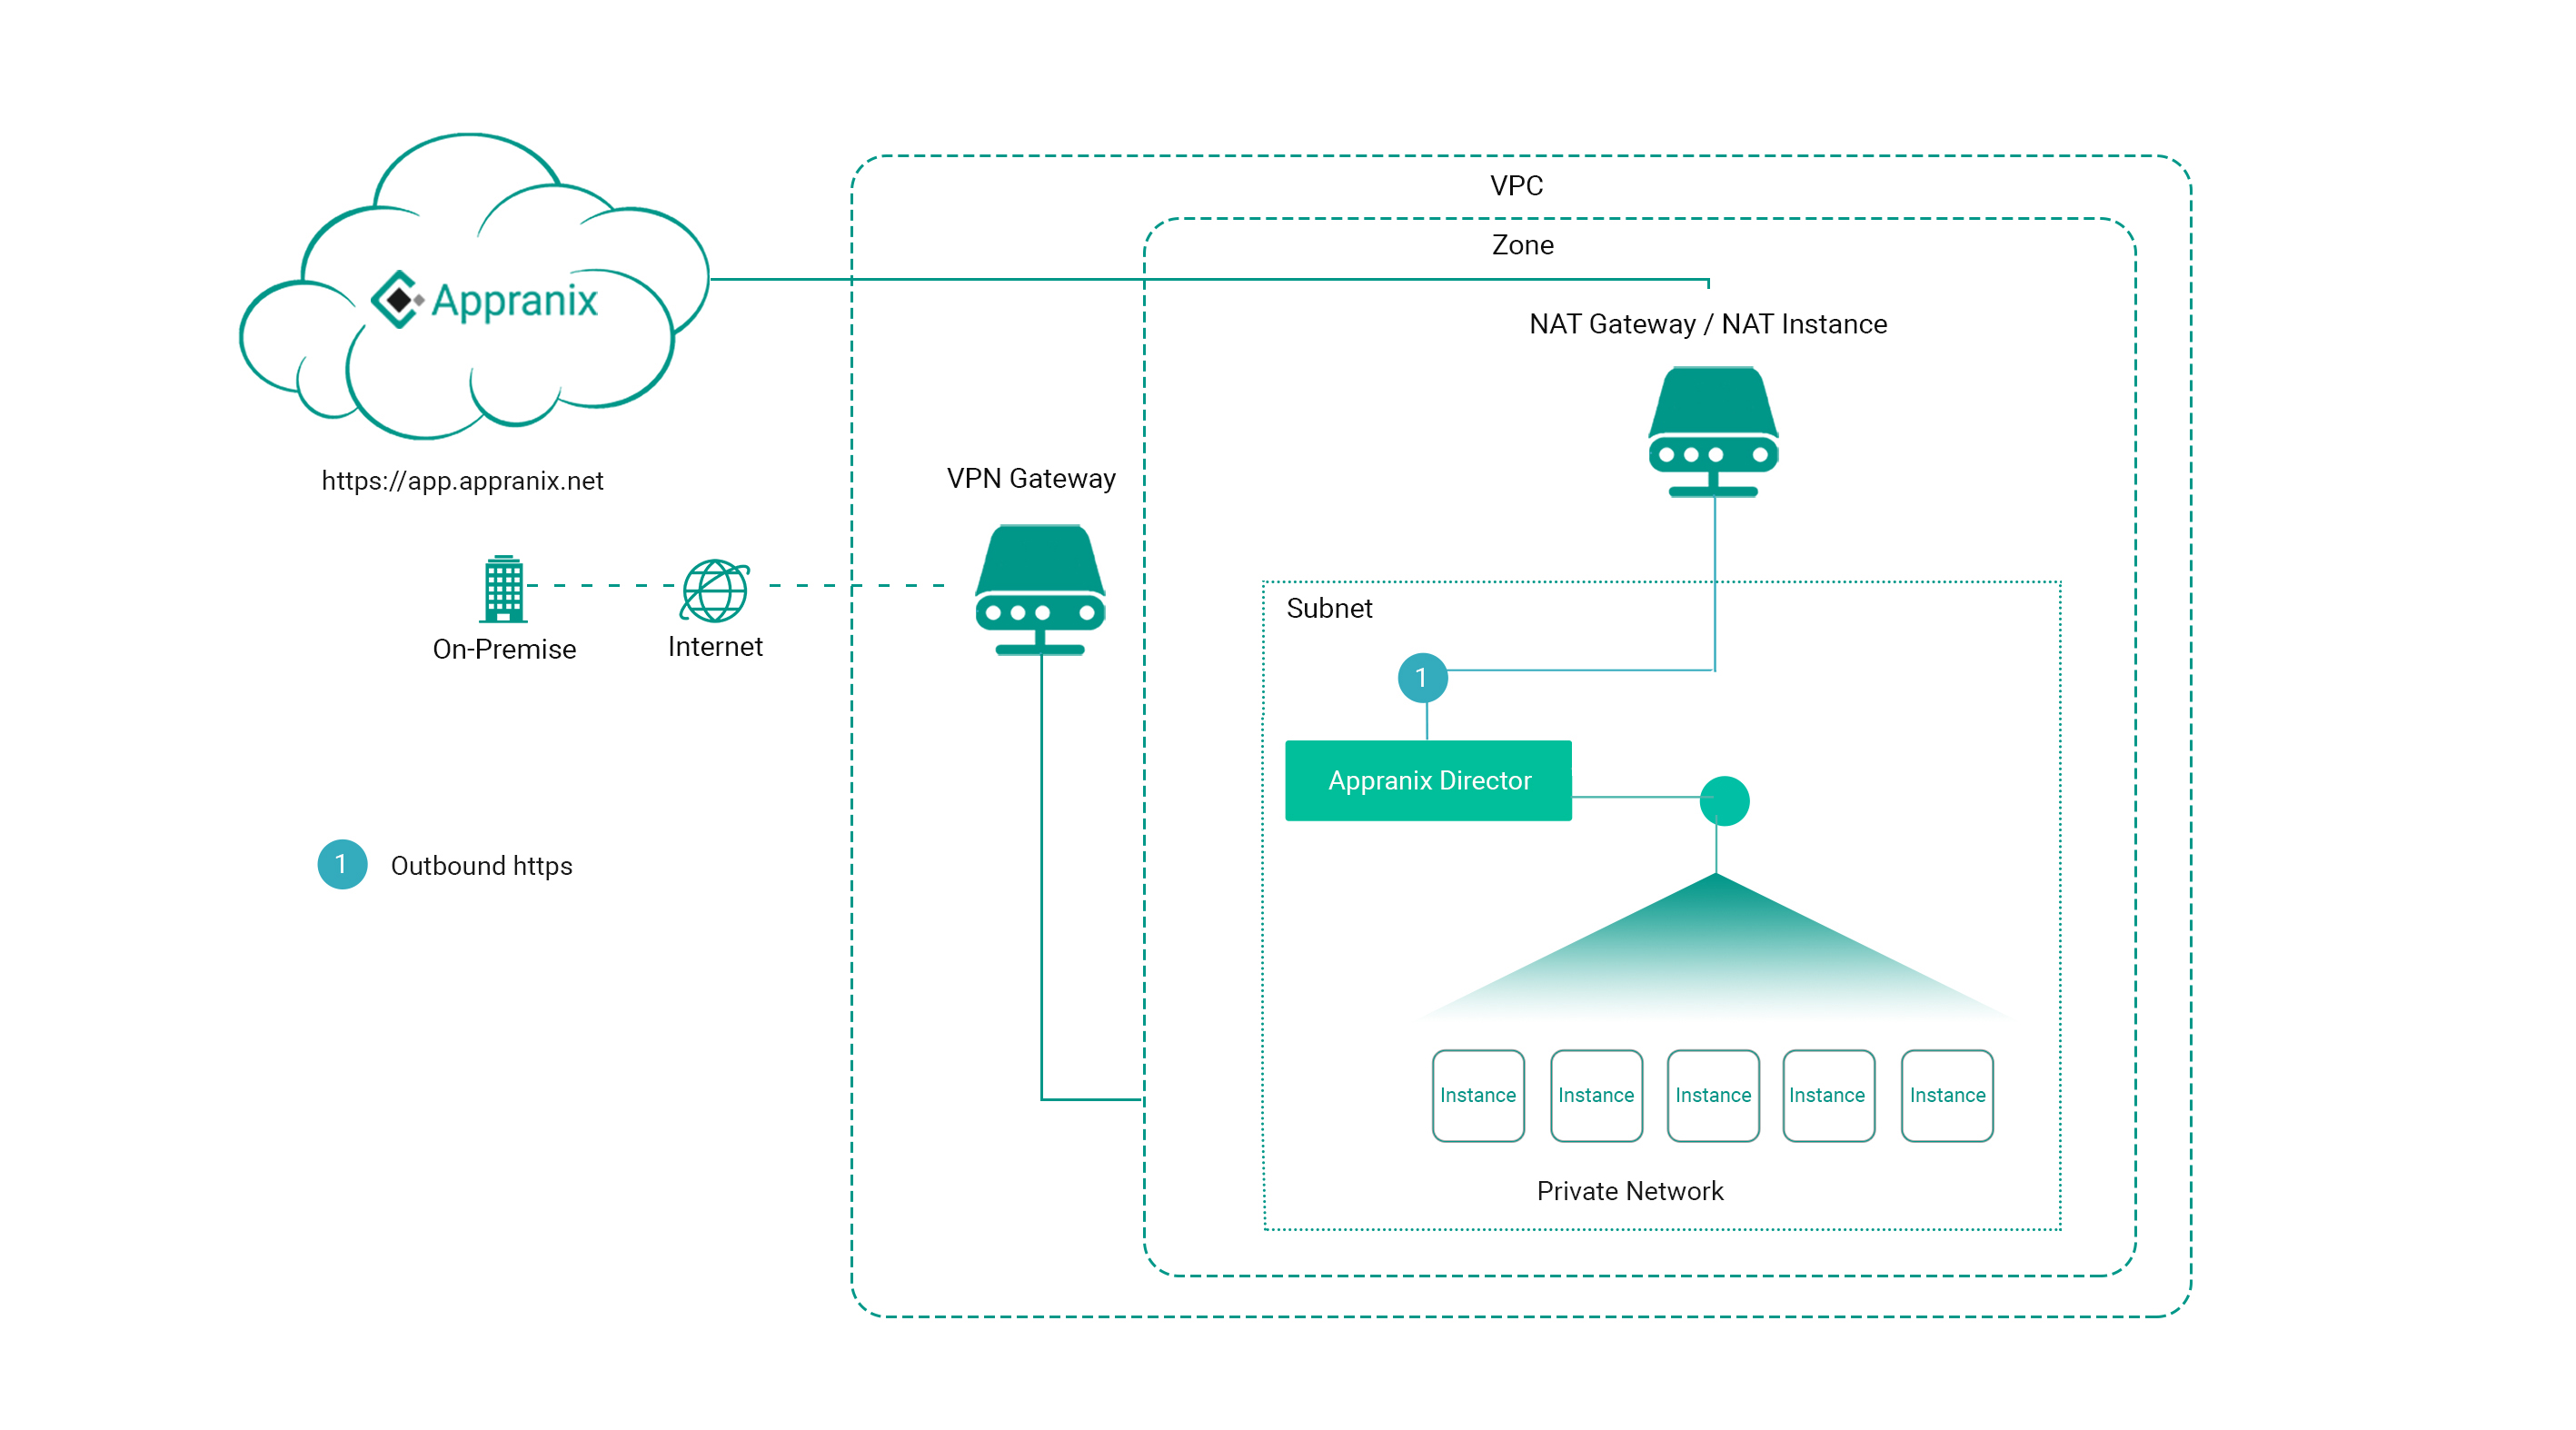 VPC
Zone
Appranix
NAT Gateway / NAT Instance
https://app.appranix.net
VPN Gateway
On-Premise
Internet
Subnet
1
Appranix Director
1
Outbound https
Instance
Instance
Instance
Instance
Instance
Private Network